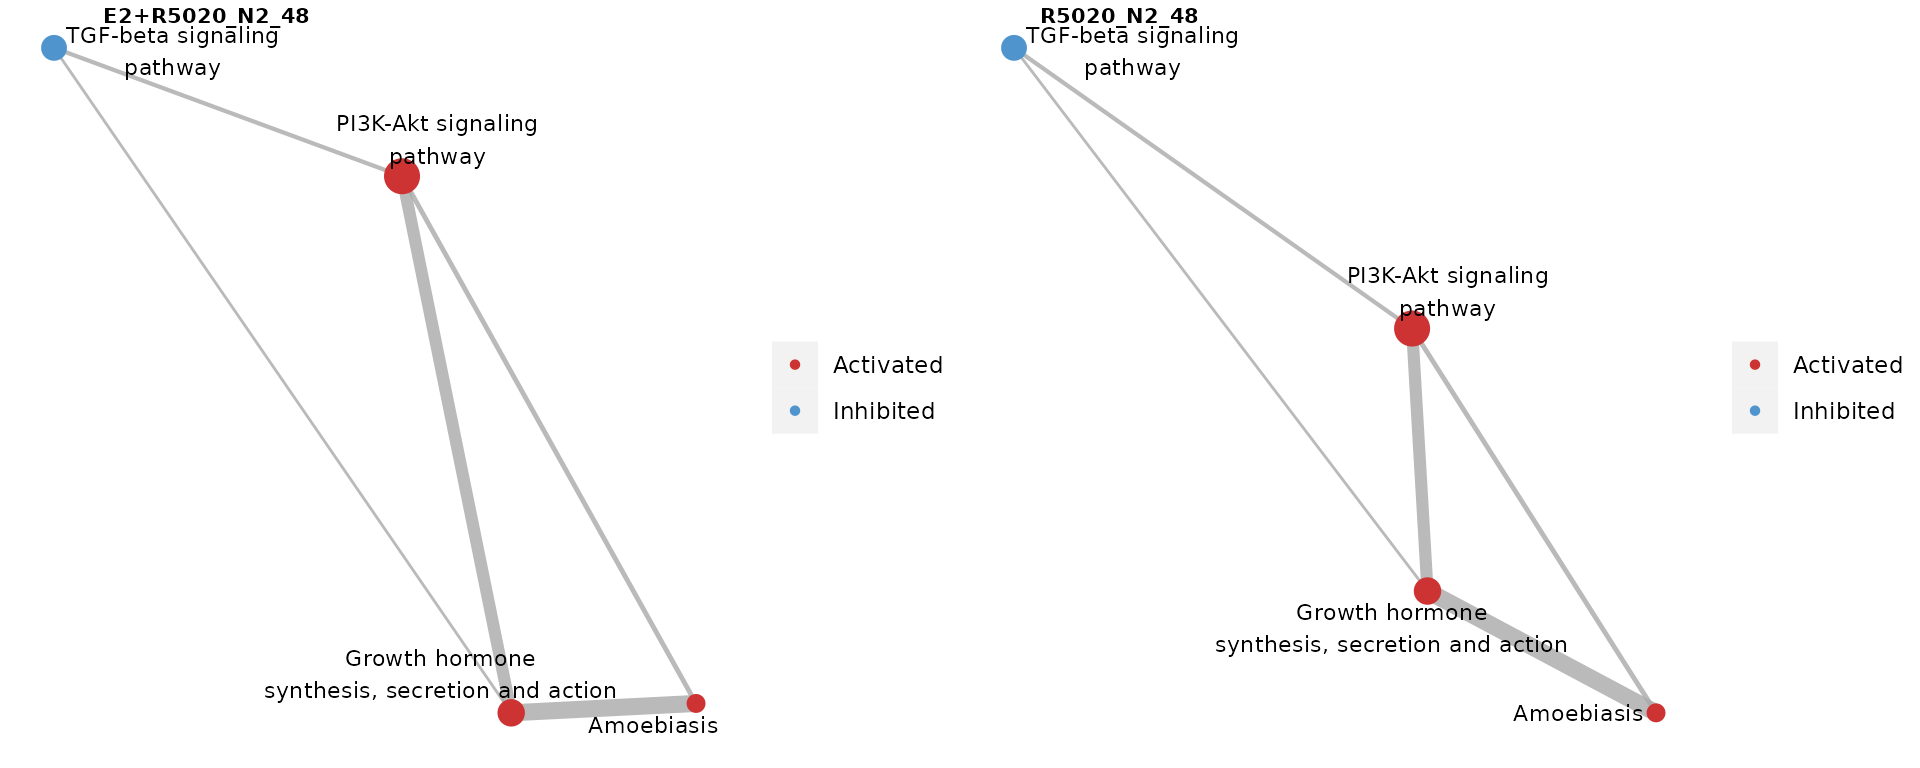 E2+R5020_N2_48
TGF-beta signaling
pathway
PI3K-Akt signaling
pathway
Growth hormone
synthesis, secretion and action
Amoebiasis
Activated
Inhibited
R5020_N2_48
TGF-beta signaling
pathway
PI3K-Akt signaling
pathway
Growth hormone
synthesis, secretion and action
Amoebiasis
Activated
Inhibited